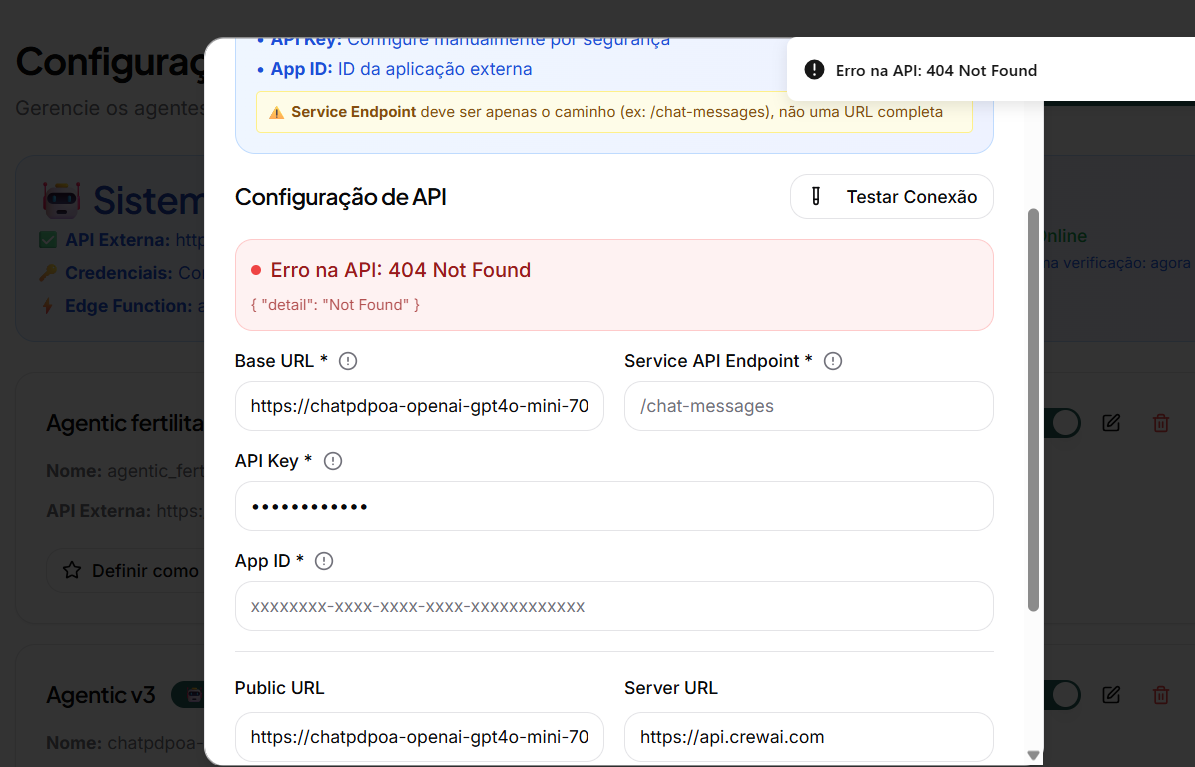 Configuraç
Gerencie os agentes
• API Key: Configure manualmente por segurança
• App ID: ID da aplicação externa
Service Endpoint deve ser apenas o caminho (ex: /chat-messages), não uma URL completa
Erro na API: 404 Not Found
Sistem
API Externa: http
Credenciais: Co
Edge Function: a
Online
ma verificação: agora
Configuração de API
Testar Conexão
Erro na API: 404 Not Found
{ "detail": "Not Found" }
Base URL *
Service API Endpoint *
https://chatpdpoa-openai-gpt4o-mini-70
/chat-messages
API Key *
••••••••••••
App ID *
xxxxxxxx-xxxx-xxxx-xxxx-xxxxxxxxxxxx
Agentic fertilita
Nome: agentic_fert
API Externa: https:
Definir como
Public URL
Server URL
https://chatpdpoa-openai-gpt4o-mini-70
https://api.crewai.com
Agentic v3
Nome: chatpdpoa-